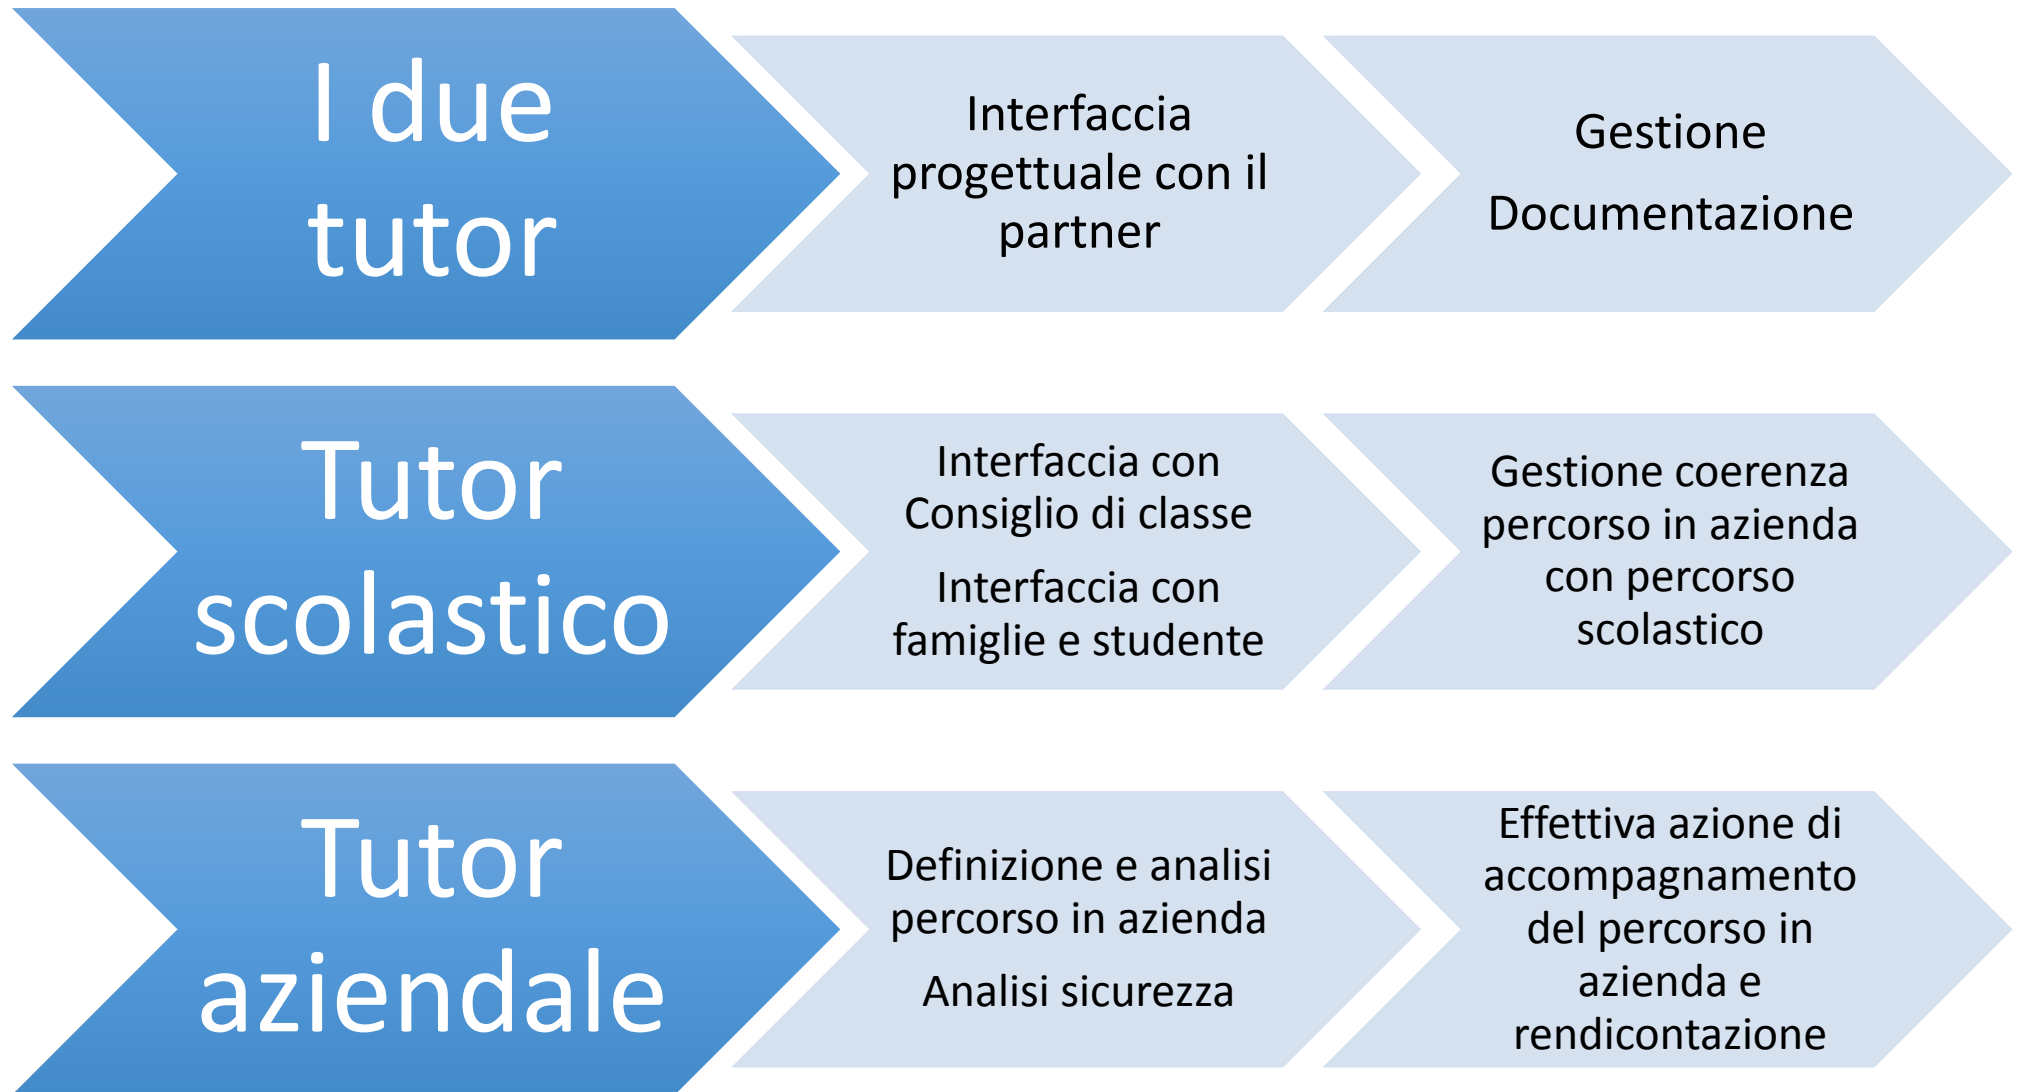 I due
tutor
Interfaccia
progettuale con il
partner
Gestione
Documentazione
Tutor
scolastico
Interfaccia con
Consiglio di classe
Interfaccia con
famiglie e studente
Gestione coerenza
percorso in azienda
con percorso
scolastico
Tutor
aziendale
Definizione e analisi
percorso in azienda
Analisi sicurezza
Effettiva azione di
accompagnamento
del percorso in
azienda e
rendicontazione